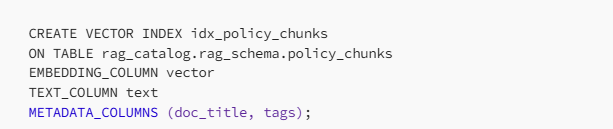 CREATE VECTOR INDEX idx_policy_chunks
ON TABLE rag_catalog.rag_schema.policy_chunks
EMBEDDING_COLUMN vector
TEXT_COLUMN text
METADATA_COLUMNS (doc_title, tags);